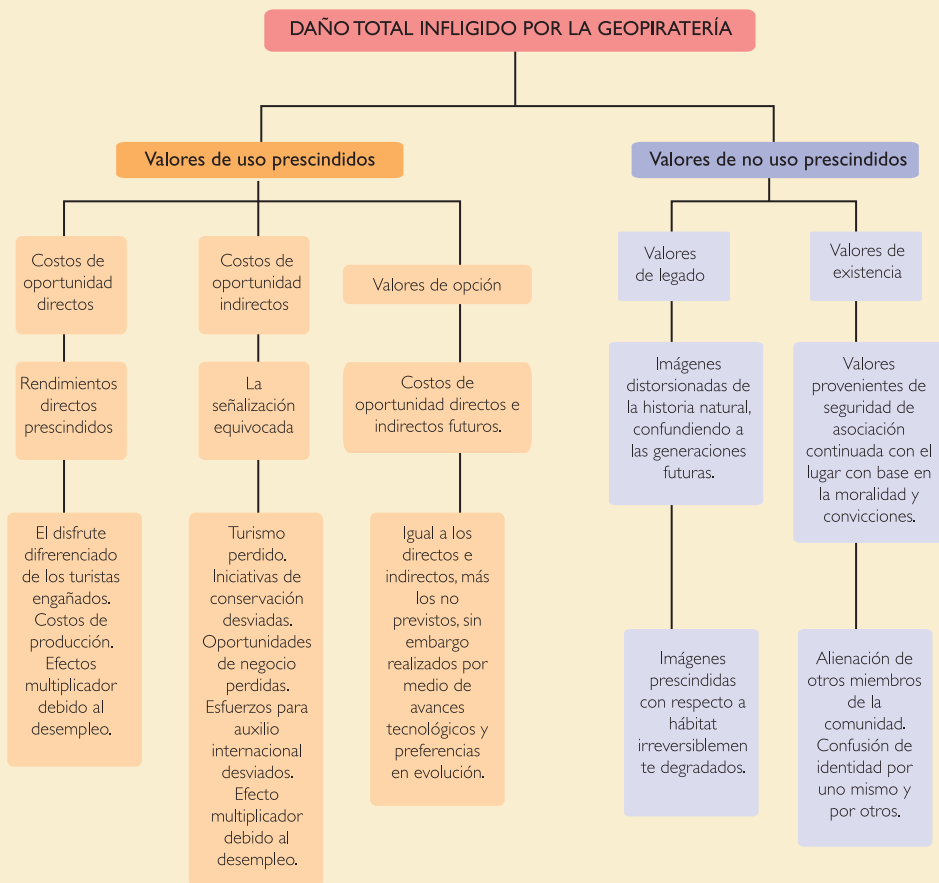 DAÑO TOTAL INFLIGIDO POR LA GEOPIRATERÍA
Valores de uso prescindidos
Valores de no uso prescindidos
Costos de
oportunidad
directos
Costos de
oportunidad
indirectos
Valores de opción
Valores
de legado
Valores de
existencia
Rendimientos
directos
prescindidos
La
señalización
equivocada
Costos de
oportunidad directos e
indirectos futuros.
Imágenes
distorsionadas de
la historia natural,
confundiendo a
las generaciones
futuras.
Valores
provenientes de
seguridad de
asociación
continuada con el
lugar con base en
la moralidad y
convicciones.
El disfrute
difrerenciado
de los turistas
engañados.
Costos de
producción.
Efectos
multiplicador
debido al
desempleo.
Turismo
perdido.
Iniciativas de
conservación
desviadas.
Oportunidades
de negocio
perdidas.
Esfuerzos para
auxilio
internacional
desviados.
Efecto
multiplicador
debido al
desempleo.
Igual a los
directos e
indirectos, más
los no
previstos, sin
embargo
realizados por
medio de
avances
tecnológicos y
preferencias
en evolución.
Imágenes
prescindidas
con respecto a
hábitat
irreversiblemen
te degradados.
Alienación de
otros miembros
de la
comunidad.
Confusión de
identidad por
uno mismo y
por otros.